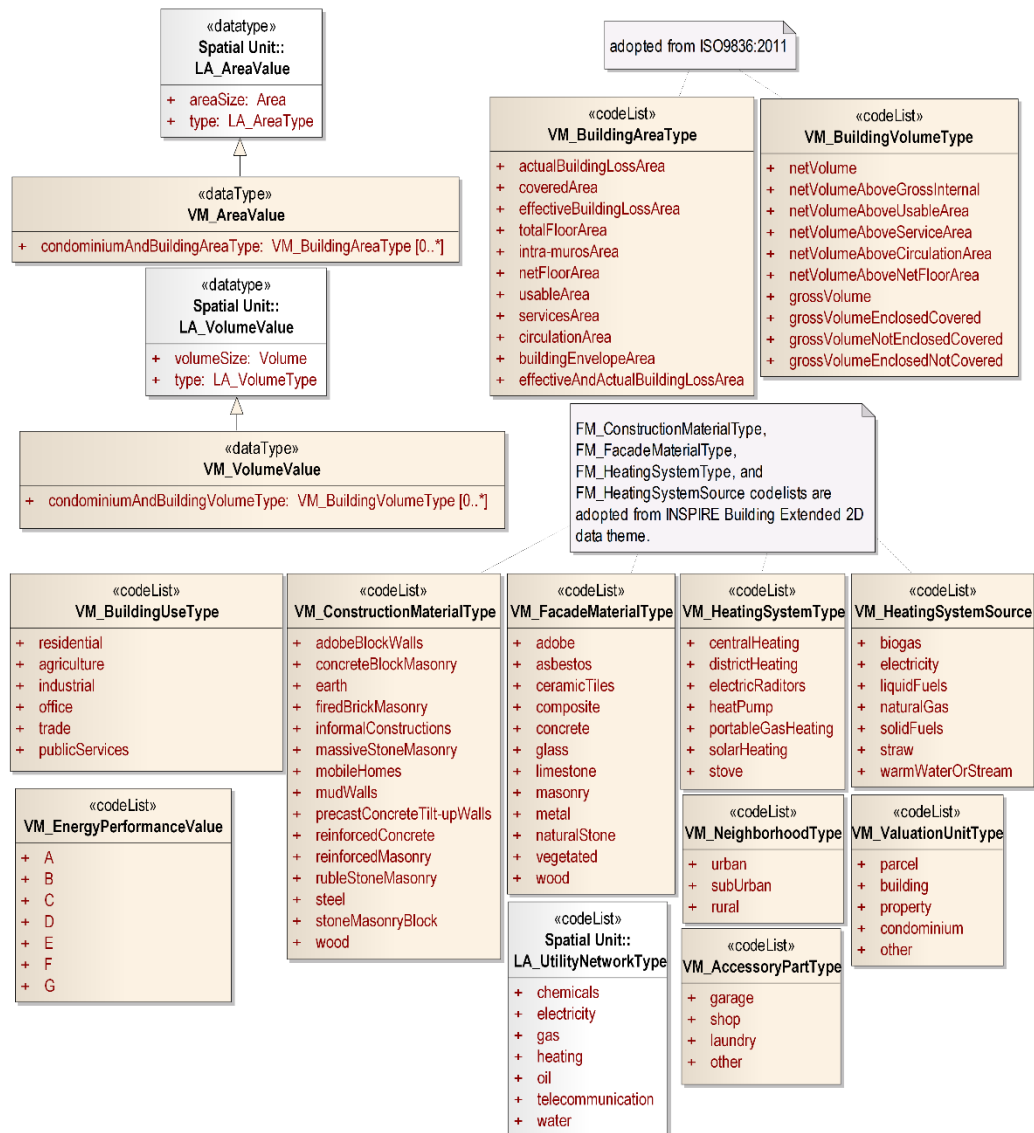 «datatype»
Spatial Unit::
LA_AreaValue
+ areaSize: Area
+ type: LA_AreaType
«dataType»
VM_AreaValue
+ condominiumAndBuildingAreaType: VM_BuildingAreaType [0..*]
«datatype»
Spatial Unit::
LA_VolumeValue
+ volumeSize: Volume
+ type: LA_VolumeType
«dataType»
VM_VolumeValue
+ condominiumAndBuildingVolumeType: VM_BuildingVolumeType [0..*]
adopted from ISO9836:2011
«codeList»
VM_BuildingAreaType
+ actualBuildingLossArea
+ coveredArea
+ effectiveBuildingLossArea
+ totalFloorArea
+ intra-murosArea
+ netFloorArea
+ usableArea
+ servicesArea
+ circulationArea
+ buildingEnvelopeArea
+ effectiveAndActualBuildingLossArea
«codeList»
VM_BuildingVolumeType
+ netVolume
+ netVolumeAboveGrossInternal
+ netVolumeAboveUsableArea
+ netVolumeAboveServiceArea
+ netVolumeAboveCirculationArea
+ netVolumeAboveNetFloorArea
+ grossVolume
+ grossVolumeEnclosedCovered
+ grossVolumeNotEnclosedCovered
+ grossVolumeEnclosedNotCovered
FM_ConstructionMaterialType,
FM_FacadeMaterialType,
FM_HeatingSystemType, and
FM_HeatingSystemSource codelists are
adopted from INSPIRE Building Extended 2D
data theme.
«codeList»
VM_BuildingUseType
+ residential
+ agriculture
+ industrial
+ office
+ trade
+ publicServices
«codeList»
VM_EnergyPerformanceValue
+ A
+ B
+ C
+ D
+ E
+ F
+ G
«codeList»
VM_ConstructionMaterialType
+ adobeBlockWalls
+ concreteBlockMasonry
+ earth
+ firedBrickMasonry
+ informalConstructions
+ massiveStoneMasonry
+ mobileHomes
+ mudWalls
+ precastConcreteTilt-upWalls
+ reinforcedConcrete
+ reinforcedMasonry
+ rubleStoneMasonry
+ steel
+ stoneMasonryBlock
+ wood
«codeList»
VM_FacadeMaterialType
+ adobe
+ asbestos
+ ceramicTiles
+ composite
+ concrete
+ glass
+ limestone
+ masonry
+ metal
+ naturalStone
+ vegetated
+ wood
«codeList»
Spatial Unit::
LA_UtilityNetworkType
+ chemicals
+ electricity
+ gas
+ heating
+ oil
+ telecommunication
+ water
«codeList»
VM_HeatingSystemType
+ centralHeating
+ districtHeating
+ electricRaditors
+ heatPump
+ portableGasHeating
+ solarHeating
+ stove
«codeList»
VM_NeighborhoodType
+ urban
+ subUrban
+ rural
«codeList»
VM_AccessoryPartType
+ garage
+ shop
+ laundry
+ other
«codeList»
VM_HeatingSystemSource
+ biogas
+ electricity
+ liquidFuels
+ naturalGas
+ solidFuels
+ straw
+ warmWaterOrStream
«codeList»
VM_ValuationUnitType
+ parcel
+ building
+ property
+ condominium
+ other